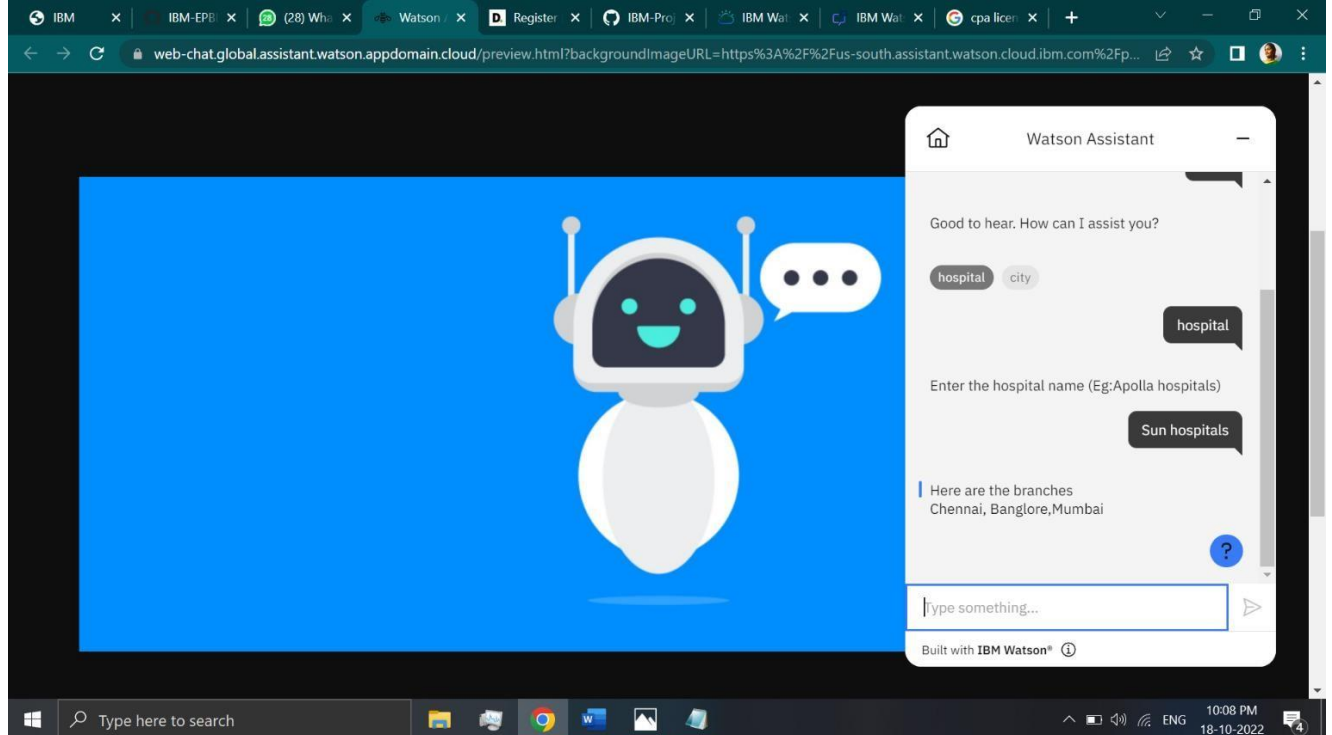 IBM
IBM-EPB
(28) Wha
Watson A
Register
IBM-Proj
IBM Wat
IBM Wat
cpa licen
web-chat.global.assistant.watson.appdomain.cloud/preview.html?backgroundImageURL=https%3A%2F%2Fus-south.assistant.watson.cloud.ibm.com%2Fp...
Watson Assistant
Good to hear. How can I assist you?
hospital city
hospital
Enter the hospital name (Eg:Apolla hospitals)
Sun hospitals
Here are the branches
Chennai, Banglore,Mumbai
?
Type something...
Built with IBM Watson®
Type here to search
ENG
10:08 PM
18-10-2022
4